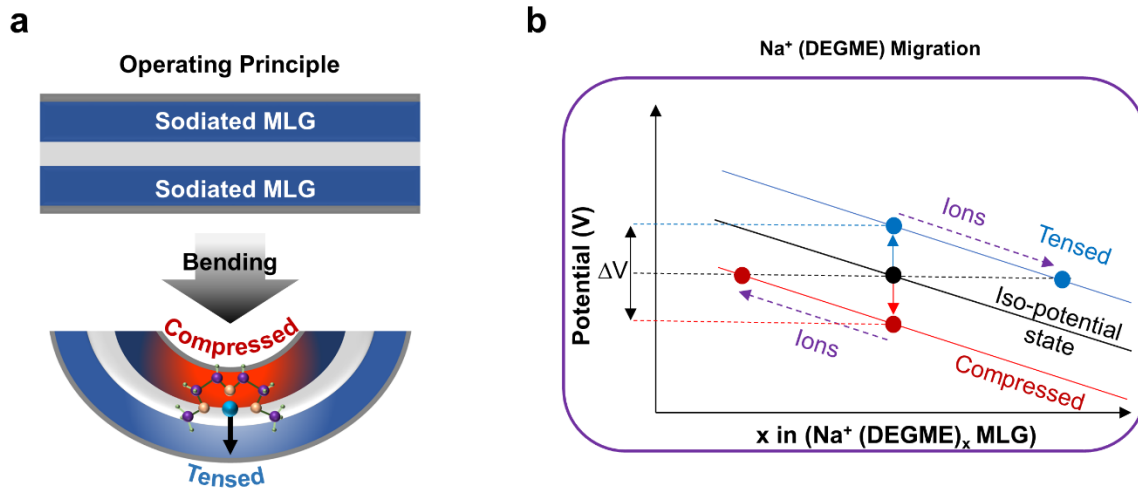 a
Operating Principle
Sodiated MLG
Sodiated MLG
Bending
Compressed
Tensed
b
Na⁺ (DEGME) Migration
Potential (V)
ΔV
Ions
Tensed
Iso-potential
state
Ions
Compressed
x in (Na⁺ (DEGME)ₓ MLG)